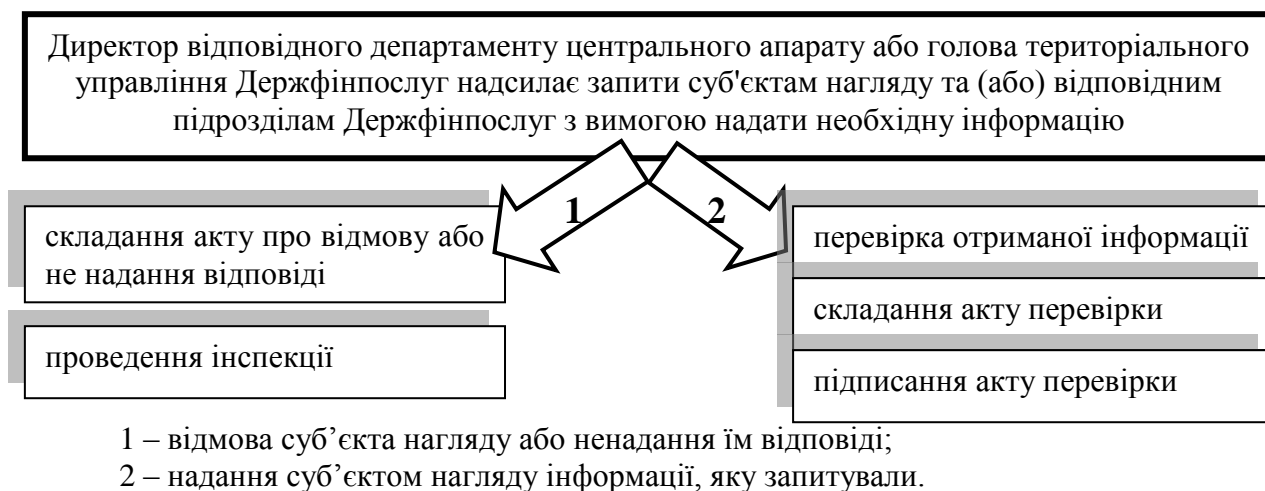 Директор відповідного департаменту центрального апарату або голова територіального
управління Держфінпослуг надсилає запити суб'єктам нагляду та (або) відповідним
підрозділам Держфінпослуг з вимогою надати необхідну інформацію
1
2
складання акту про відмову або
не надання відповіді
проведення інспекції
перевірка отриманої інформації
складання акту перевірки
підписання акту перевірки
1 – відмова суб’єкта нагляду або ненадання їм відповіді;
2 – надання суб’єктом нагляду інформації, яку запитували.